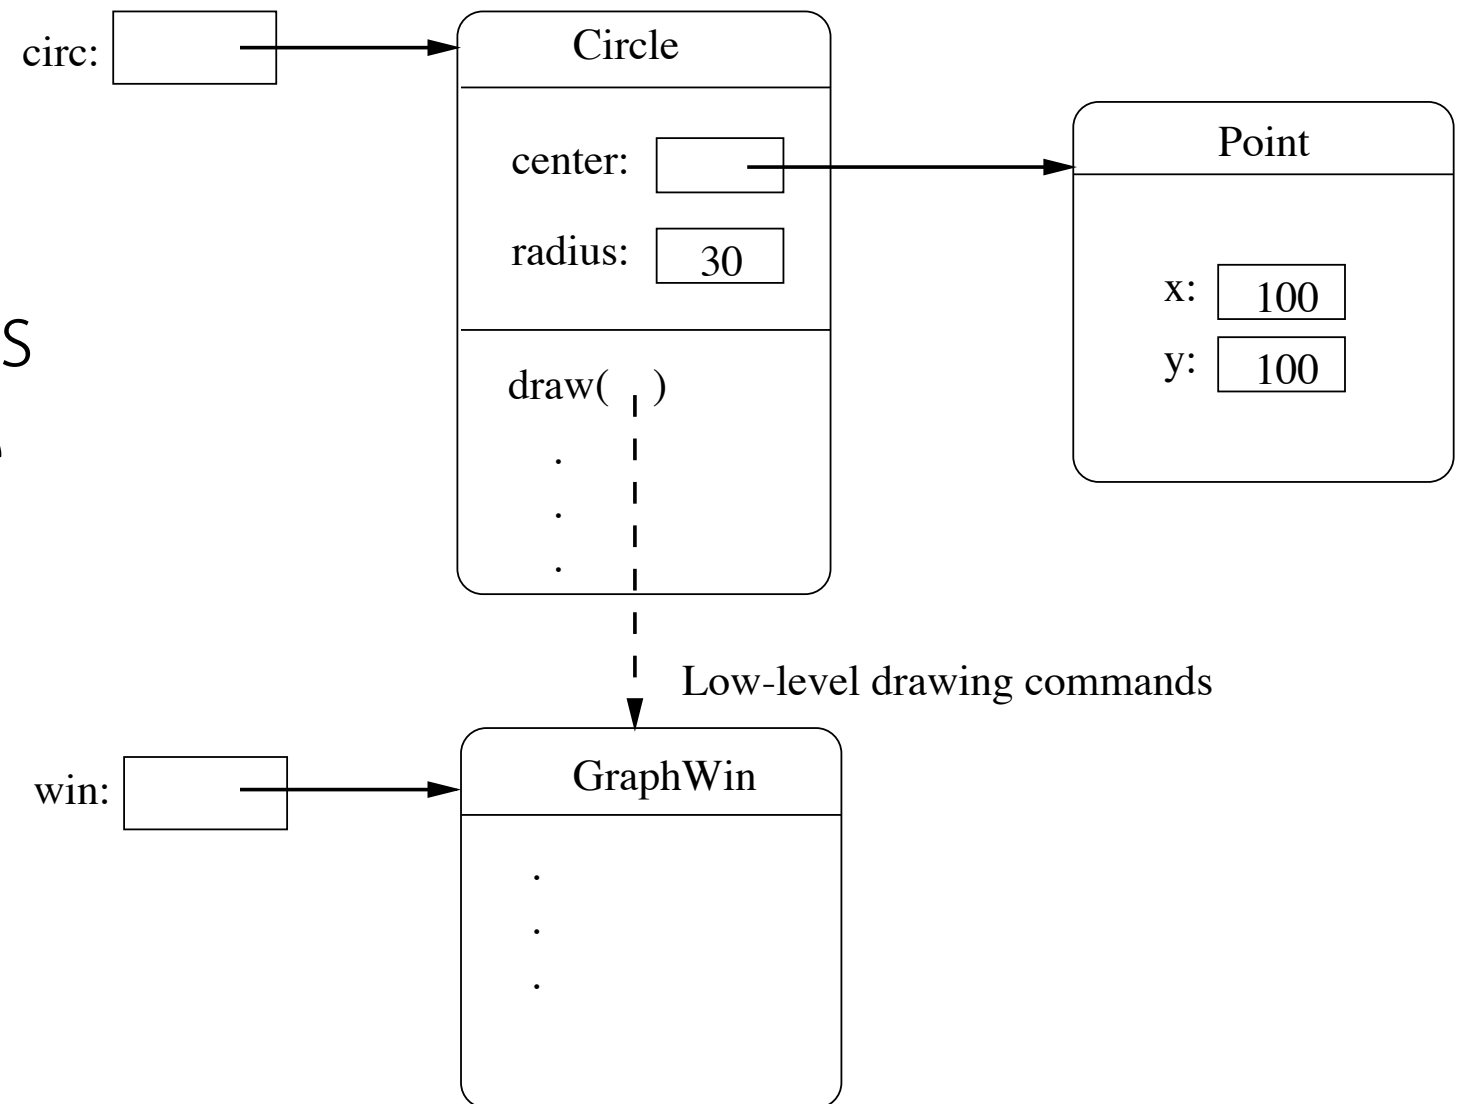 circ:
Circle
center:
radius: 30
Point
x: 100
y: 100
s
draw( )
.
.
.
Low-level drawing commands
win:
GraphWin
.
.
.